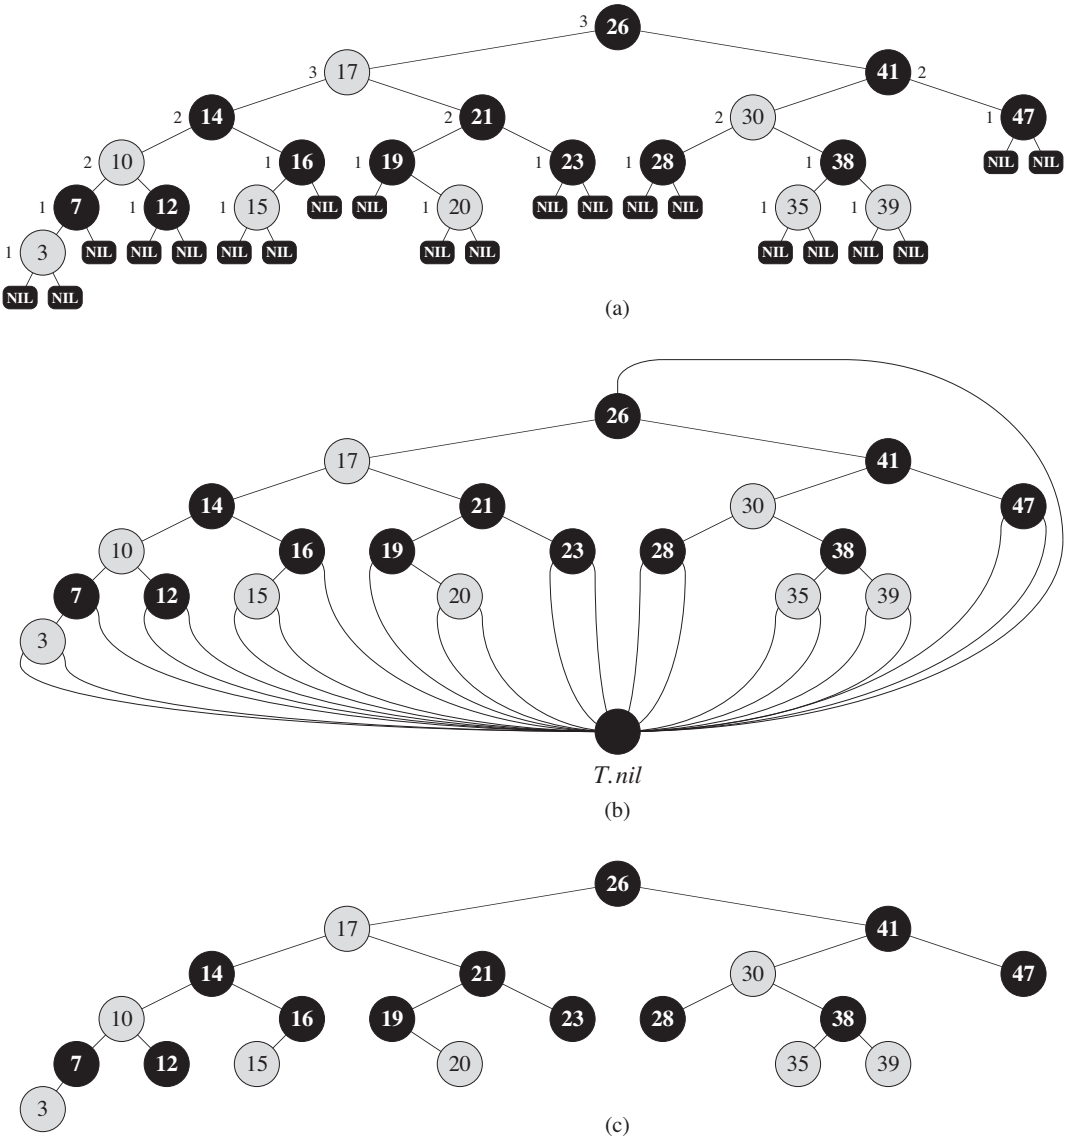 3 26
3 17 41 2
2 14 2 21 2 30 1 47
2 10 1 16 1 19 1 23 1 28 1 38 NIL NIL
1 7 1 12 1 15 NIL NIL 1 20 NIL NIL NIL NIL 1 35 1 39
1 3 NIL NIL NIL NIL NIL NIL NIL NIL NIL NIL NIL
NIL NIL
(a)
26
17 41
14 21 30 47
10 16 19 23 28 38
7 12 15 20 35 39
3
T.nil
(b)
26
17 41
14 21 30 47
10 16 19 23 28 38
7 12 15 20 35 39
3
(c)